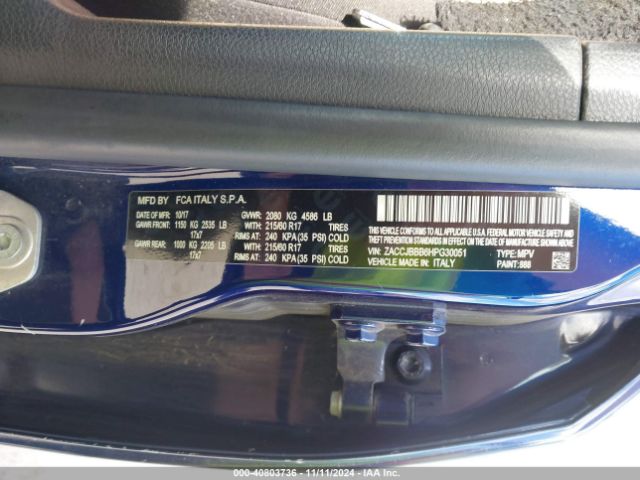 MFD BY FCA ITALY S.P.A.
DATE: 10/17 GVWR: 2080 KG 4586 LB
GAWR FRONT: 1150 KG 2535 LB WITH 215/60 R17 TIRES
17x7 RIMS AT: 240 KPA(35 PSI) COLD
GAWR REAR: 1000 KG 2205 LB WITH 215/60 R17 TIRES
17x7 RIMS AT: 240 KPA(35 PSI) COLD
THIS VEHICLE CONFORMS TO ALL APPLICABLE U.S.A. FEDERAL MOTOR VEHICLE
SAFETY, BUMPER AND THEFT PREVENTION STANDARDS IN EFFECT
ON THE DATE OF MANUFACTURE SHOWN ABOVE.
VIN: ZACCJBBB6HPG30051 TYPE: MPV
VEHICLE MADE IN: ITALY PAINT: 888
000-40803736 - 11/11/2024 - IAA Inc.